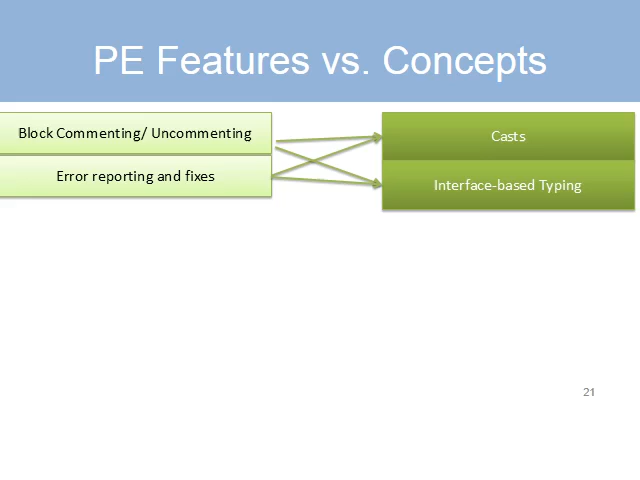 PE Features vs. Concepts
Block Commenting/ Uncommenting
Casts
Error reporting and fixes
Interface-based Typing
21